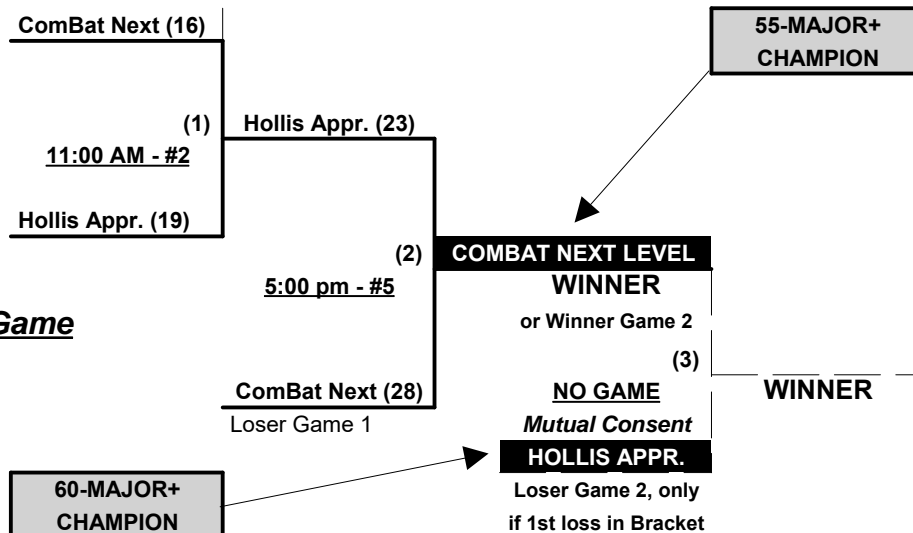 ComBat Next (16)
55-MAJOR+
CHAMPION
(1)
Hollis Appr. (23)
11:00 AM - #2
Hollis Appr. (19)
(2)
COMBAT NEXT LEVEL
5:00 pm - #5
WINNER
or Winner Game 2
Game
(3)
ComBat Next (28)
NO GAME
WINNER
Loser Game 1
Mutual Consent
HOLLIS APPR.
60-MAJOR+
CHAMPION
Loser Game 2, only
if 1st loss in Bracket